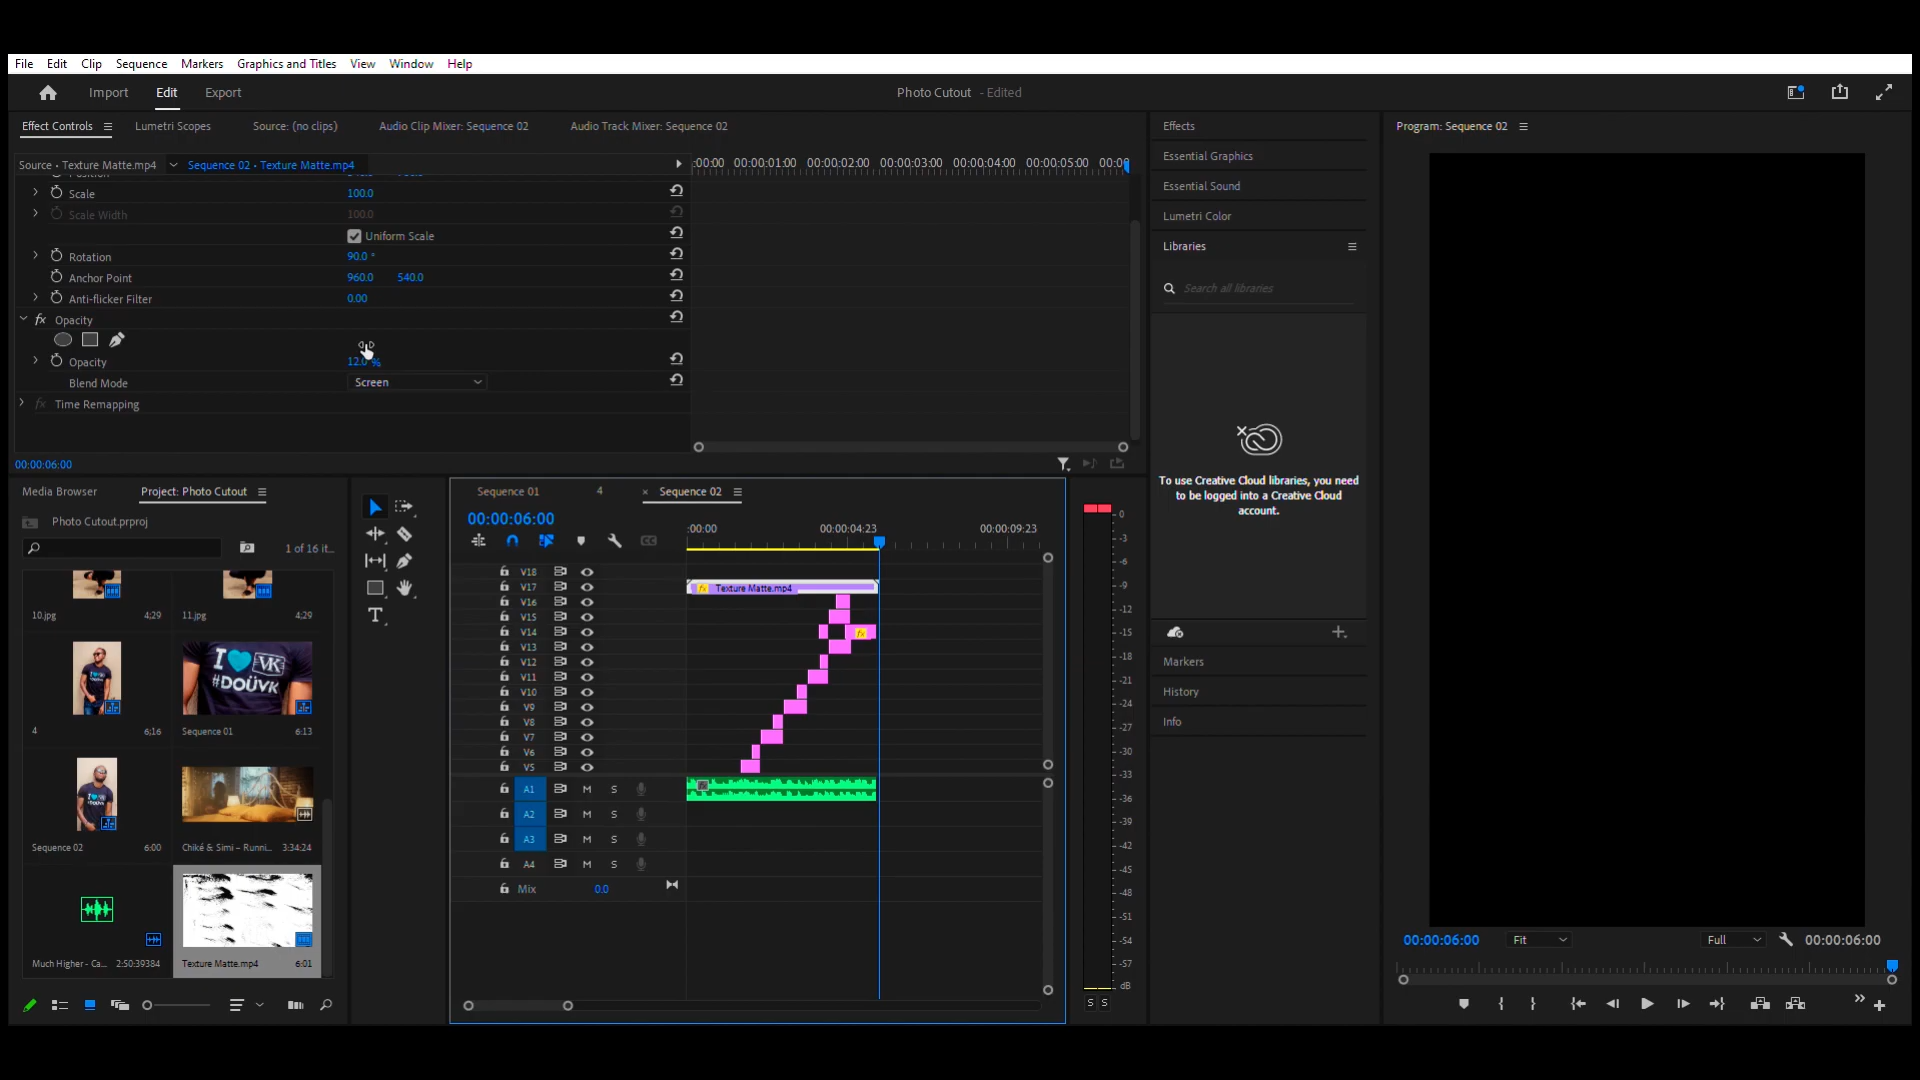 File Edit Clip Sequence Markers Graphics and Titles View Window Help
Import Edit Export
Photo Cutout - Edited
Effect Controls Lumetri Scopes Source: (no clips) Audio Clip Mixer: Sequence 02 Audio Track Mixer: Sequence 02
Source • Texture Matte.mp4 Sequence 02 • Texture Matte.mp4
:00:00 00:00:01:00 00:00:02:00 00:00:03:00 00:00:04:00 00:00:05:00 00:00
Scale 100.0
Scale Width 100.0
Uniform Scale
Rotation 90.0 °
Anchor Point 960.0 540.0
Anti-flicker Filter 0.00
fx Opacity
Opacity 12.0 %
Blend Mode Screen
fx Time Remapping
00:00:06:00
Effects
Essential Graphics
Essential Sound
Lumetri Color
Libraries
Search all libraries
To use Creative Cloud libraries, you need
to be logged into a Creative Cloud
account.
Markers
History
Info
Program: Sequence 02
00:00:06:00 Fit Full 00:00:06:00
Media Browser Project: Photo Cutout
Photo Cutout.prproj
1 of 16 it...
10.jpg 4;29
11.jpg 4;29
I VK
#DOÜVK
4 6;16
Sequence 01 6:13
Sequence 02 6:00
Chiké & Simi – Runni... 3:34:24
Much Higher - Ca... 2:50:39384
Texture Matte.mp4 6:01
T
Sequence 01 4 × Sequence 02
00:00:06:00
:00:00 00:00:04:23 00:00:09:23
CC
V18
V17 fx Texture Matte.mp4
V16
V15
V14 fx
V13
V12
V11
V10
V9
V8
V7
V6
V5
A1 M S
A2 M S
A3 M S
A4 M S
Mix 0.0
0
-3
-6
-9
-12
-15
-18
-21
-24
-27
-30
-33
-36
-39
-42
-45
-48
-51
-54
-57
dB
S S